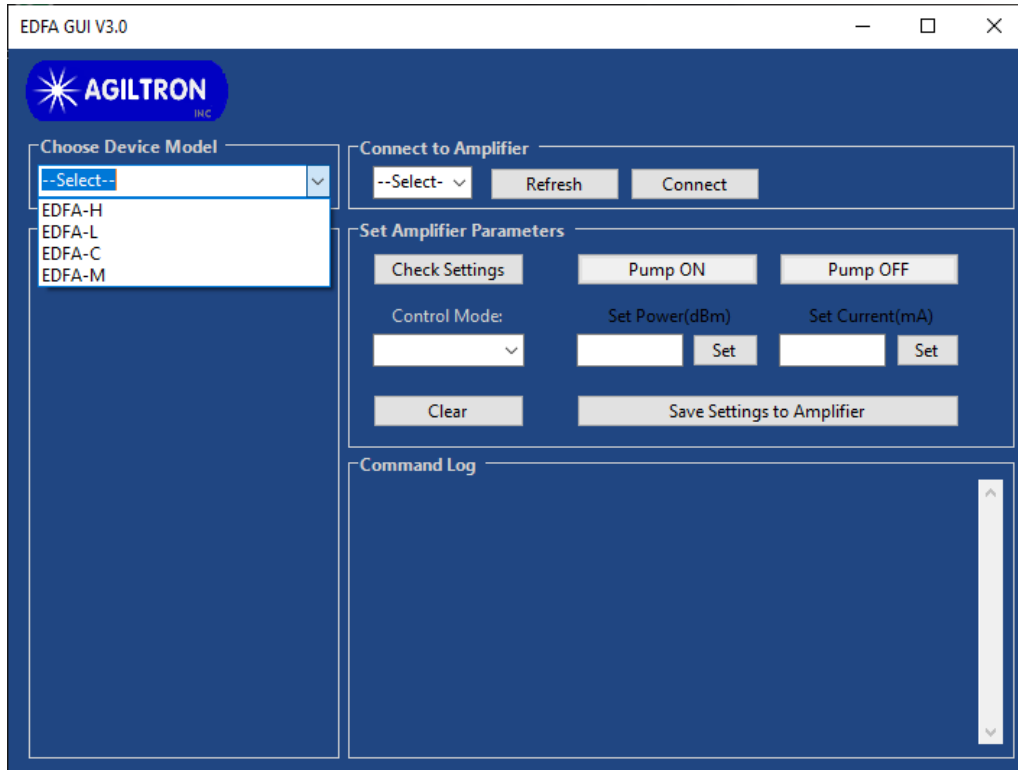 EDFA GUI V3.0
AGILTRON
INC
Choose Device Model
--Select--
EDFA-H
EDFA-L
EDFA-C
EDFA-M
Connect to Amplifier
--Select- Refresh Connect
Set Amplifier Parameters
Check Settings Pump ON Pump OFF
Control Mode: Set Power(dBm) Set Current(mA)
Set Set
Clear Save Settings to Amplifier
Command Log